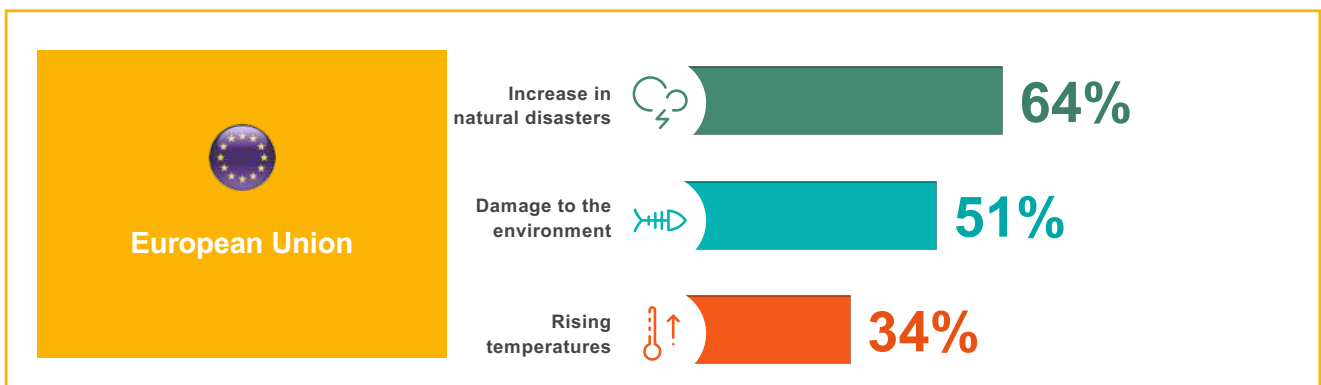 European Union
Increase in
natural disasters
64%
Damage to the
environment
51%
Rising
temperatures
34%